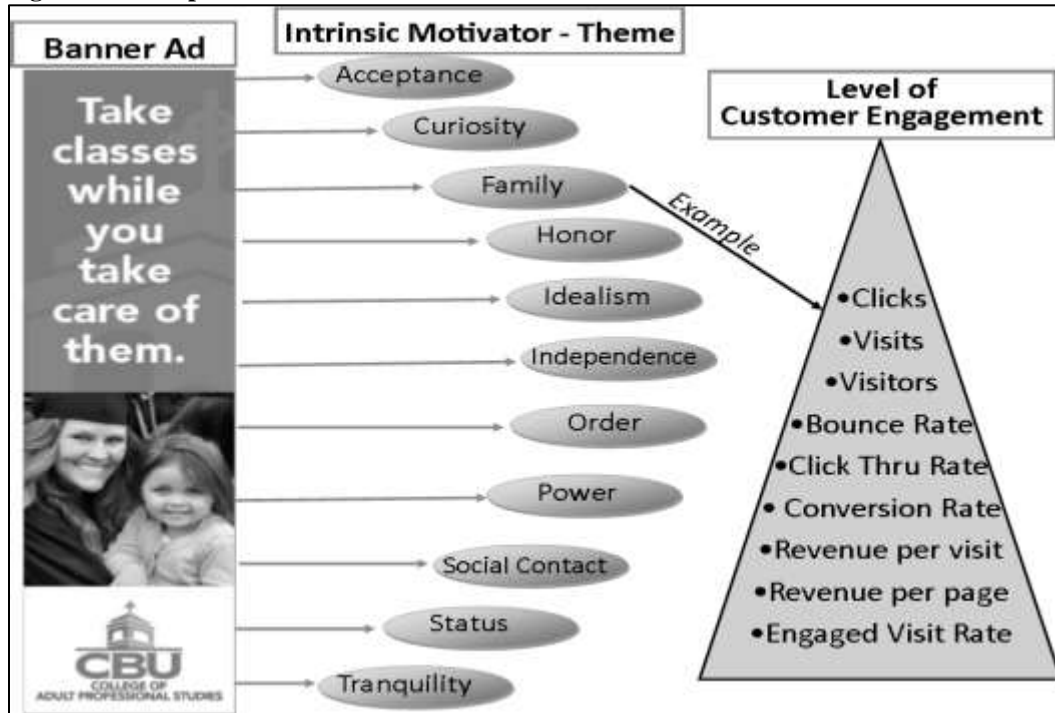 Banner Ad
Intrinsic Motivator - Theme
Take
classes
while
you
take
care of
them.
CBU
COLLEGE OF
ADULT PROFESSIONAL STUDIES
Acceptance
Curiosity
Family
Honor
Idealism
Independence
Order
Power
Social Contact
Status
Tranquility
Example
Level of
Customer Engagement
•Clicks
•Visits
•Visitors
•Bounce Rate
•Click Thru Rate
• Conversion Rate
•Revenue per visit
•Revenue per page
•Engaged Visit Rate